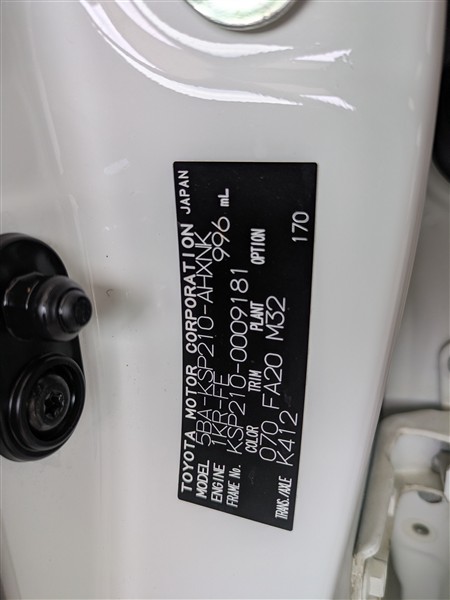 TOYOTA MOTOR CORPORATION JAPAN
MODEL 5BA-KSP210-AHXNK
ENGINE 1KR-FE 996 mL
FRAME No. KSP210-0009181
COLOR TRIM PLANT OPTION
070 FA20 M32
TRANS./AXLE K412 170